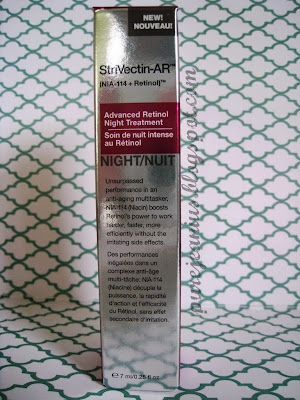 NEW!
NOUVEAU!
StriVectin-AR™
(NIA-114 + Retinol)™
Advanced Retinol
Night Treatment
Soin de nuit intense
au Rétinol
NIGHT/NUIT
Unsurpassed
performance in an
anti-aging multitasker,
NIA-114 (Niacin) boosts
Retinol's power to work
harder, faster, more
efficiently without the
irritating side effects.
Des performances
inégalées dans un
complexe anti-âge
multi-tâche; NIA-114
(Niacine) décuple la
puissance, la rapidité
d'action et l'efficacité
du Rétinol, sans effet
secondaire d'irritation.
℮ 7 ml/0.25 fl oz